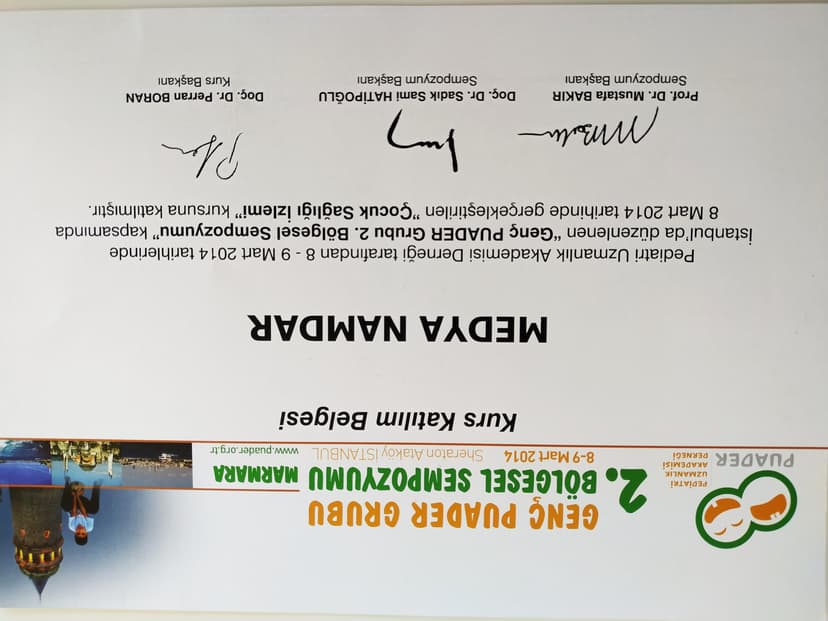 PEDİATRİ
UZMANLIK
AKADEMİSİ
DERNEĞİ
PUADER
GENÇ PUADER GRUBU
2. BÖLGESEL SEMPOZYUMU MARMARA
8-9 Mart 2014 Sheraton Ataköy İSTANBUL www.puader.org.tr
Kurs Katılım Belgesi
MEDYA NAMDAR
Pediatri Uzmanlık Akademisi Derneği tarafından 8 - 9 Mart 2014 tarihlerinde
İstanbul'da düzenlenen "Genç PUADER Grubu 2. Bölgesel Sempozyumu" kapsamında
8 Mart 2014 tarihinde gerçekleştirilen "Çocuk Sağlığı İzlemi" kursuna katılmıştır.
Prof. Dr. Mustafa BAKIR
Sempozyum Başkanı
Doç. Dr. Sadık Sami HATİPOĞLU
Sempozyum Başkanı
Doç. Dr. Perran BORAN
Kurs Başkanı